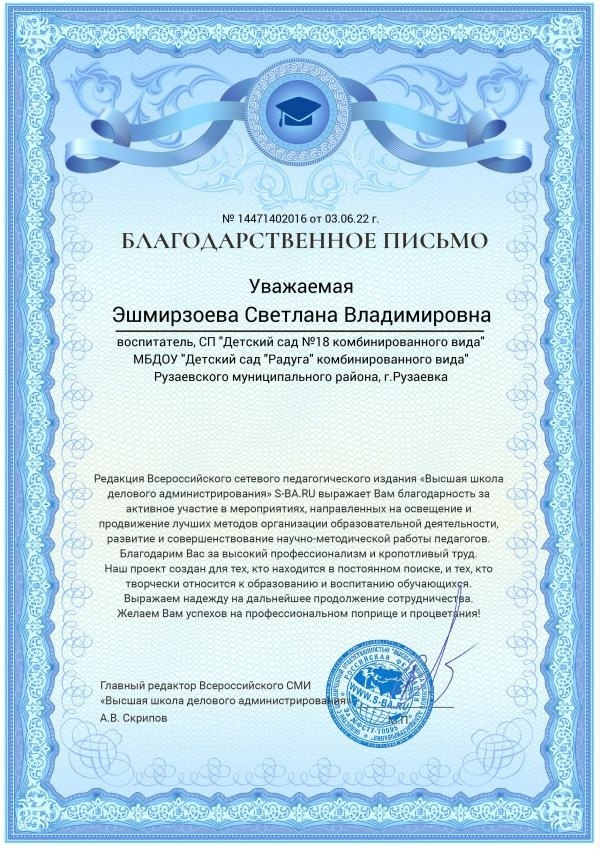 № 14471402016 от 03.06.22 г.
БЛАГОДАРСТВЕННОЕ ПИСЬМО
Уважаемая
Эшмирзоева Светлана Владимировна
воспитатель, СП "Детский сад №18 комбинированного вида"
МБДОУ "Детский сад "Радуга" комбинированного вида"
Рузаевского муниципального района, г.Рузаевка
Редакция Всероссийского сетевого педагогического издания «Высшая школа
делового администрирования» S-BA.RU выражает Вам благодарность за
активное участие в мероприятиях, направленных на освещение и
продвижение лучших методов организации образовательной деятельности,
развитие и совершенствование научно-методической работы педагогов.
Благодарим Вас за высокий профессионализм и кропотливый труд.
Наш проект создан для тех, кто находится в постоянном поиске, и тех, кто
творчески относится к образованию и воспитанию обучающихся.
Выражаем надежду на дальнейшее продолжение сотрудничества.
Желаем Вам успехов на профессиональном поприще и процветания!
РОССИЙСКАЯ ФЕДЕРАЦИЯ
WWW.S-BA.RU
Главный редактор Всероссийского СМИ
«Высшая школа делового администрирования»
А.В. Скрипов
М.П.